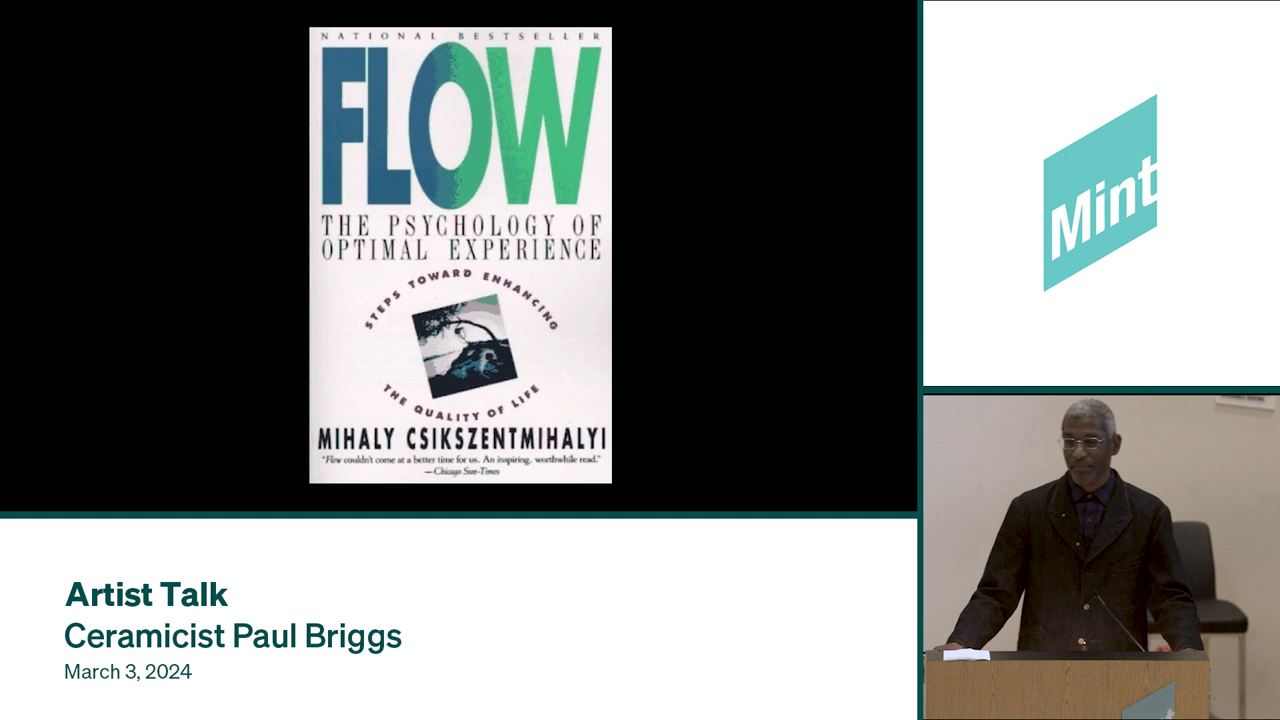 NATIONAL BESTSELLER
FLOW
THE PSYCHOLOGY OF
OPTIMAL EXPERIENCE
STEPS TOWARD ENHANCING
THE QUALITY OF LIFE
MIHALY CSIKSZENTMIHALYI
"Flow couldn't come at a better time for us. An inspiring, worthwhile read."
—Chicago Sun-Times
Artist Talk
Ceramicist Paul Briggs
March 3, 2024
Mint